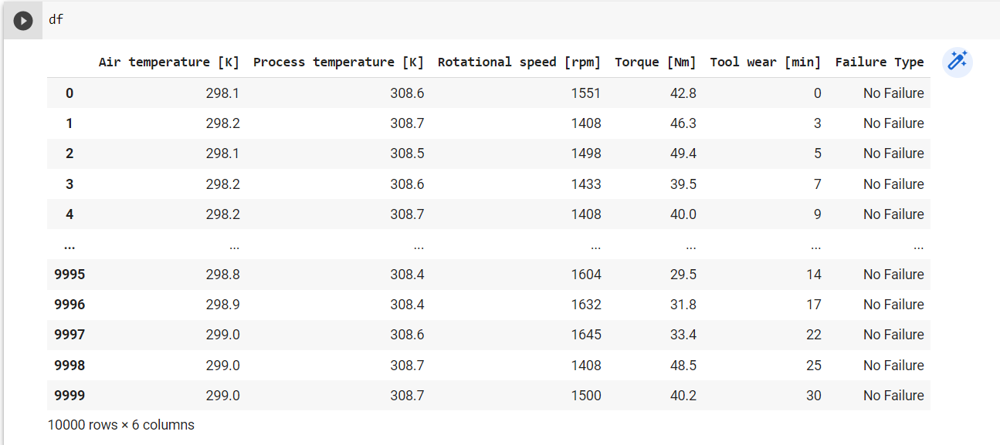 df
Air temperature [K] Process temperature [K] Rotational speed [rpm] Torque [Nm] Tool wear [min] Failure Type
0 298.1 308.6 1551 42.8 0 No Failure
1 298.2 308.7 1408 46.3 3 No Failure
2 298.1 308.5 1498 49.4 5 No Failure
3 298.2 308.6 1433 39.5 7 No Failure
4 298.2 308.7 1408 40.0 9 No Failure
... ... ... ... ... ... ...
9995 298.8 308.4 1604 29.5 14 No Failure
9996 298.9 308.4 1632 31.8 17 No Failure
9997 299.0 308.6 1645 33.4 22 No Failure
9998 299.0 308.7 1408 48.5 25 No Failure
9999 299.0 308.7 1500 40.2 30 No Failure
10000 rows × 6 columns